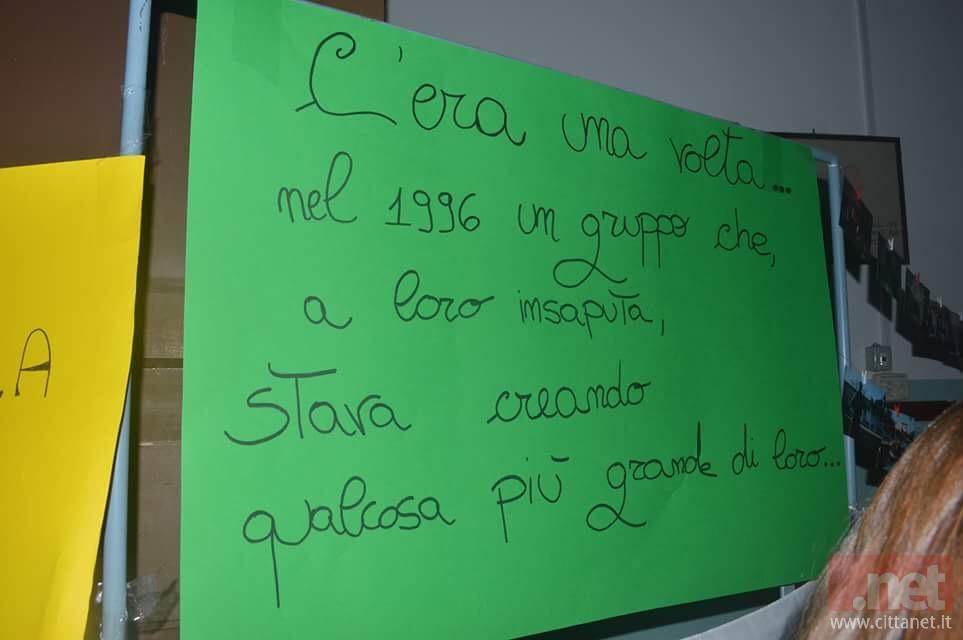 C'era una volta...
nel 1996 un gruppo che,
a loro insaputa,
stava creando
qualcosa più grande di loro...
A
.net
www.cittanet.it